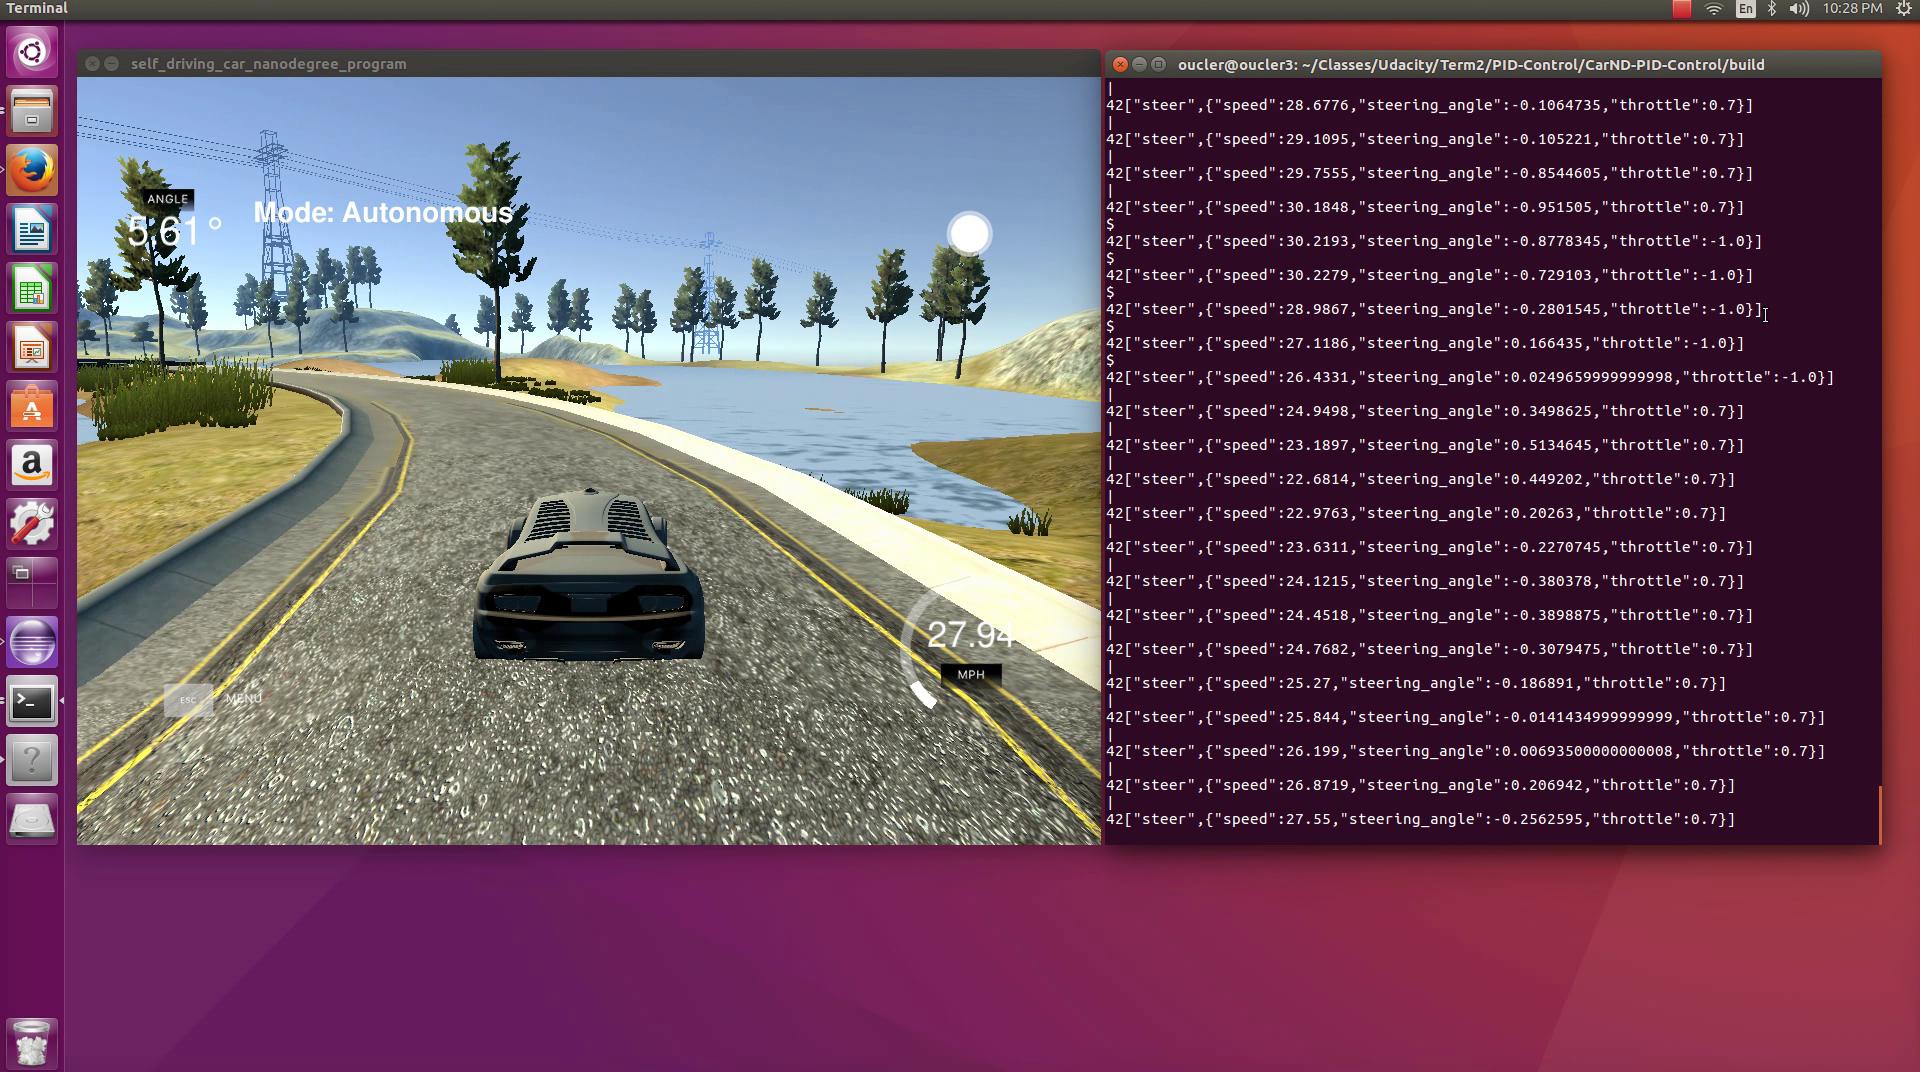 Terminal
En
10:28 PM
self_driving_car_nanodegree_program
ANGLE
5.61°
Mode: Autonomous
27.94
MPH
ESC
MENU
a
oucler@oucler3: ~/Classes/Udacity/Term2/PID-Control/CarND-PID-Control/build
|
42["steer",{"speed":28.6776,"steering_angle":-0.1064735,"throttle":0.7}]
|
42["steer",{"speed":29.1095,"steering_angle":-0.105221,"throttle":0.7}]
|
42["steer",{"speed":29.7555,"steering_angle":-0.8544605,"throttle":0.7}]
|
42["steer",{"speed":30.1848,"steering_angle":-0.951505,"throttle":0.7}]
$
42["steer",{"speed":30.2193,"steering_angle":-0.8778345,"throttle":-1.0}]
$
42["steer",{"speed":30.2279,"steering_angle":-0.729103,"throttle":-1.0}]
$
42["steer",{"speed":28.9867,"steering_angle":-0.2801545,"throttle":-1.0}]
$
42["steer",{"speed":27.1186,"steering_angle":0.166435,"throttle":-1.0}]
$
42["steer",{"speed":26.4331,"steering_angle":0.0249659999999998,"throttle":-1.0}]
|
42["steer",{"speed":24.9498,"steering_angle":0.3498625,"throttle":0.7}]
|
42["steer",{"speed":23.1897,"steering_angle":0.5134645,"throttle":0.7}]
|
42["steer",{"speed":22.6814,"steering_angle":0.449202,"throttle":0.7}]
|
42["steer",{"speed":22.9763,"steering_angle":0.20263,"throttle":0.7}]
|
42["steer",{"speed":23.6311,"steering_angle":-0.2270745,"throttle":0.7}]
|
42["steer",{"speed":24.1215,"steering_angle":-0.380378,"throttle":0.7}]
|
42["steer",{"speed":24.4518,"steering_angle":-0.3898875,"throttle":0.7}]
|
42["steer",{"speed":24.7682,"steering_angle":-0.3079475,"throttle":0.7}]
|
42["steer",{"speed":25.27,"steering_angle":-0.186891,"throttle":0.7}]
|
42["steer",{"speed":25.844,"steering_angle":-0.0141434999999999,"throttle":0.7}]
|
42["steer",{"speed":26.199,"steering_angle":0.00693500000000008,"throttle":0.7}]
|
42["steer",{"speed":26.8719,"steering_angle":0.206942,"throttle":0.7}]
|
42["steer",{"speed":27.55,"steering_angle":-0.2562595,"throttle":0.7}]